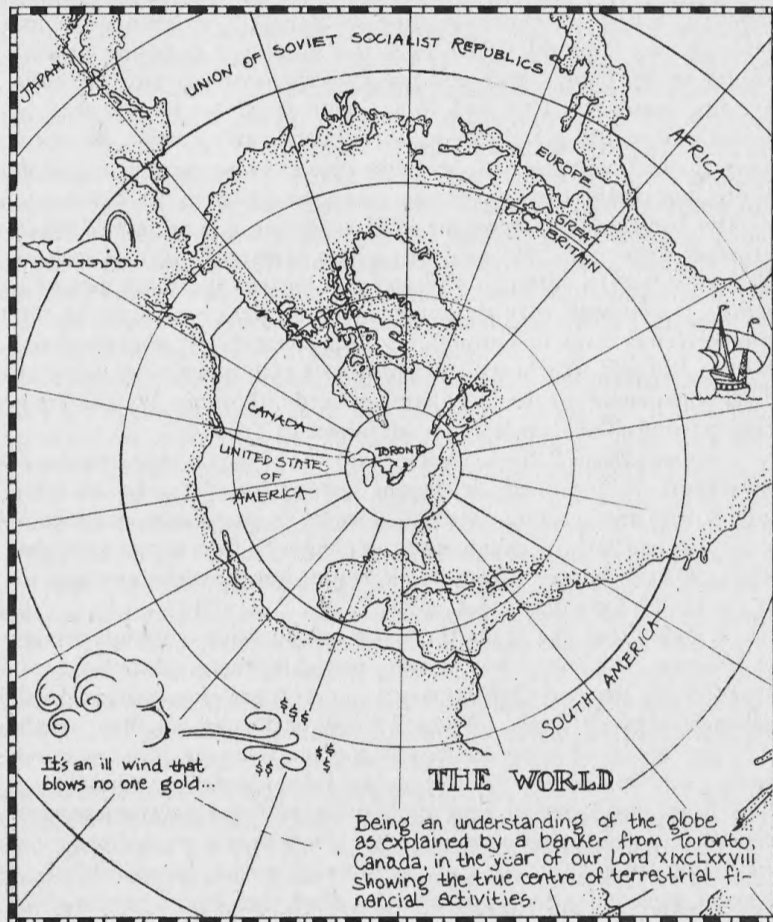 JAPAN
UNION OF SOVIET SOCIALIST REPUBLICS
AFRICA
EUROPE
GREAT
BRITAIN
CANADA
TORONTO
UNITED STATES
OF
AMERICA
SOUTH AMERICA
$$$$
$$$$
It's an ill wind that
blows no one gold...
THE WORLD
Being an understanding of the globe
as explained by a banker from Toronto,
Canada, in the year of our Lord XIXCLXXVIII
showing the true centre of terrestrial fi-
nancial activities.